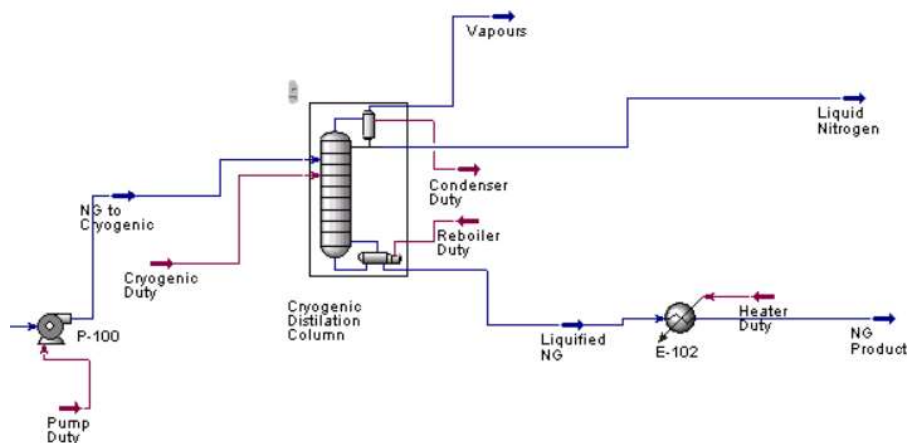 Vapours
Liquid
Nitrogen
Condenser
Duty
NG to
Cryogenic
Reboiler
Duty
Cryogenic
Duty
Cryogenic
Distilation
Column
P-100
Liquified
NG
E-102
Heater
Duty
NG
Product
Pump
Duty